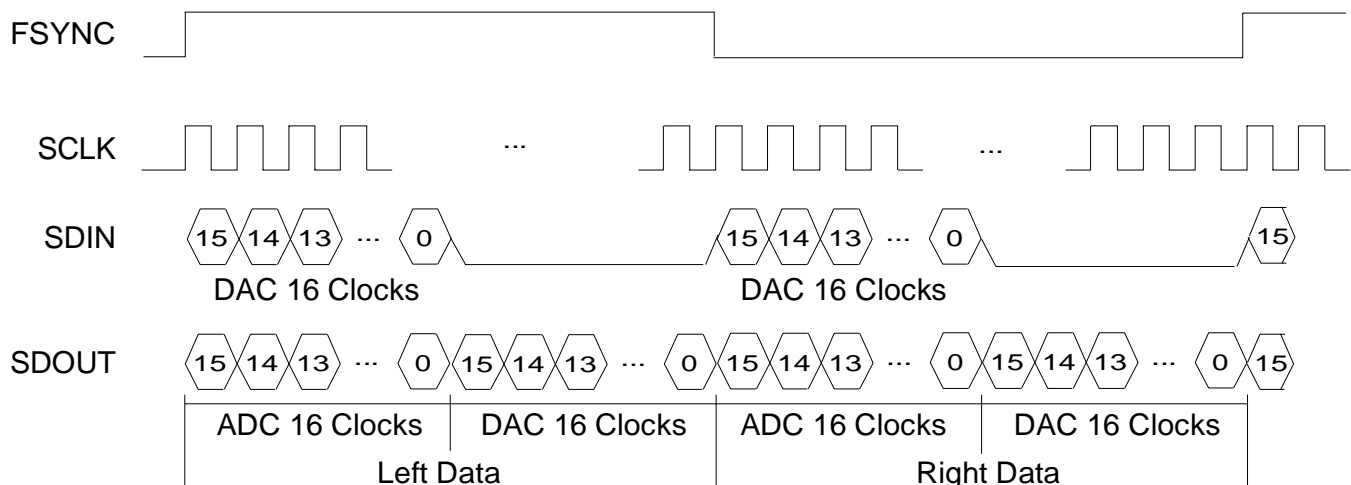 FSYNC
SCLK ... ...
SDIN 15 14 13 ... 0 15 14 13 ... 0 15
DAC 16 Clocks DAC 16 Clocks
SDOUT 15 14 13 ... 0 15 14 13 ... 0 15 14 13 ... 0 15 14 13 ... 0 15
ADC 16 Clocks DAC 16 Clocks ADC 16 Clocks DAC 16 Clocks
Left Data Right Data